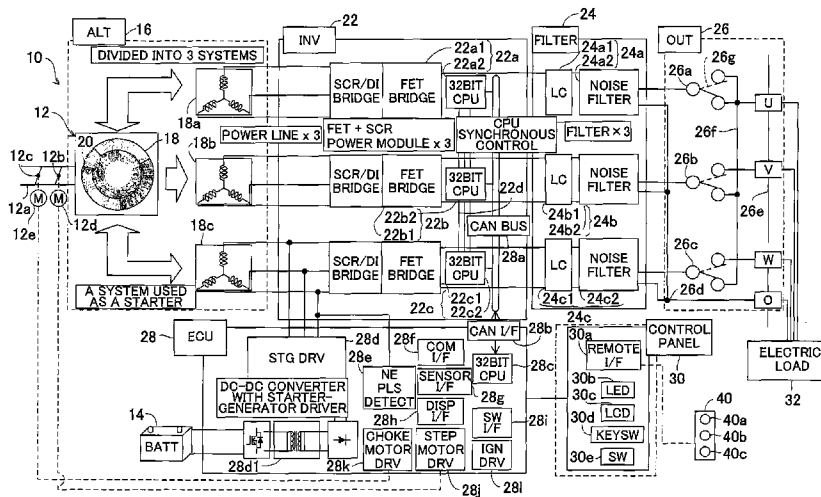 ALT
16
22
INV
24
FILTER
OUT
26
DIVIDED INTO 3 SYSTEMS
22a1
22a2
22a
24a1
24a2
24a
26g
10
SCR/DI BRIDGE
FET BRIDGE
32BIT CPU
LC
NOISE FILTER
26a
U
12
18
18a
20
POWER LINE x 3
FET + SCR POWER MODULE x 3
CPU SYNCHRONOUS CONTROL
FILTER × 3
26f
12c
12b
18b
V
SCR/DI BRIDGE
FET BRIDGE
32BIT CPU
LC
NOISE FILTER
26b
12a
M
M
12d
12e
22b2
22b1
22b
22d
24b1
24b2
24b
26e
18c
CAN BUS
28a
26c
W
SCR/DI BRIDGE
FET BRIDGE
32BIT CPU
LC
NOISE FILTER
A SYSTEM USED AS A STARTER
22c
22c1
22c2
24c1
24c2
24c
26d
O
28
ECU
28d
28f
CAN I/F
28b
CONTROL PANEL
30
STG DRV
28e
COM I/F
32BIT CPU
28c
30a
REMOTE I/F
ELECTRIC LOAD
32
NE PLS DETECT
SENSOR I/F
28g
30b
LED
DC-DC CONVERTER WITH STARTER-GENERATOR DRIVER
28h
DISP I/F
SW I/F
28i
30c
LCD
40
14
BATT
30d
KEYSW
40a
40b
40c
28d1
28k
CHOKE MOTOR DRV
STEP MOTOR DRV
28j
IGN DRV
28l
30e
SW